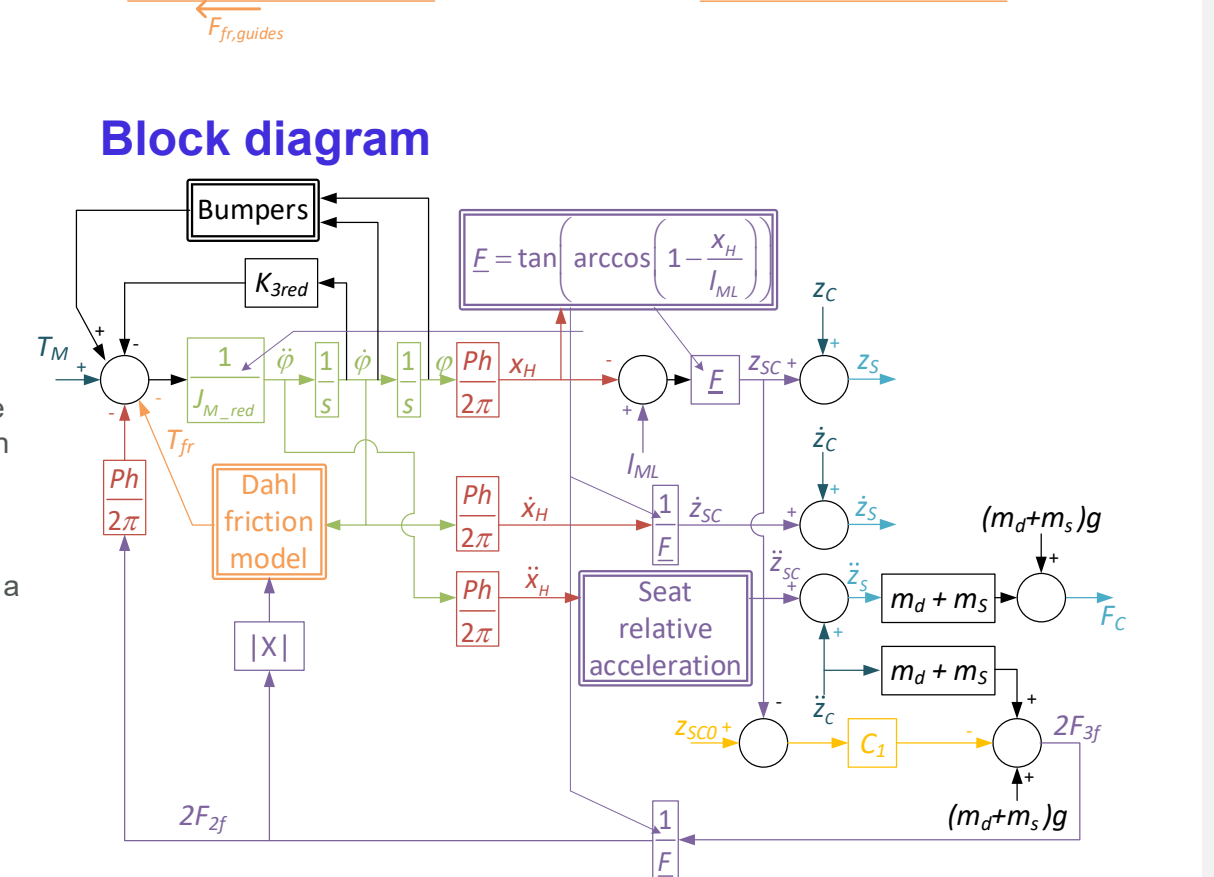 F_fr,guides
Block diagram
Bumpers
F = tan(arccos(1 − x_H / l_ML))
K_3red
z_C
T_M
+
+
-
-
-
1 / J_M_red
φ̈
1 / s
φ̇
1 / s
φ
Ph / 2π
x_H
-
+
l_ML
F
z_SC
+
+
z_S
T_fr
e
n
Ph / 2π
Dahl
friction
model
Ph / 2π
ẋ_H
1 / F
ż_SC
ż_C
+
+
ż_S
(m_d+m_s)g
+
a
|X|
Ph / 2π
ẍ_H
Seat
relative
acceleration
z̈_SC
+
+
z̈_S
m_d + m_S
F_C
z̈_C
m_d + m_S
+
z_SC0 +
-
C_1
-
2F_3f
+
(m_d+m_s)g
2F_2f
1 / F